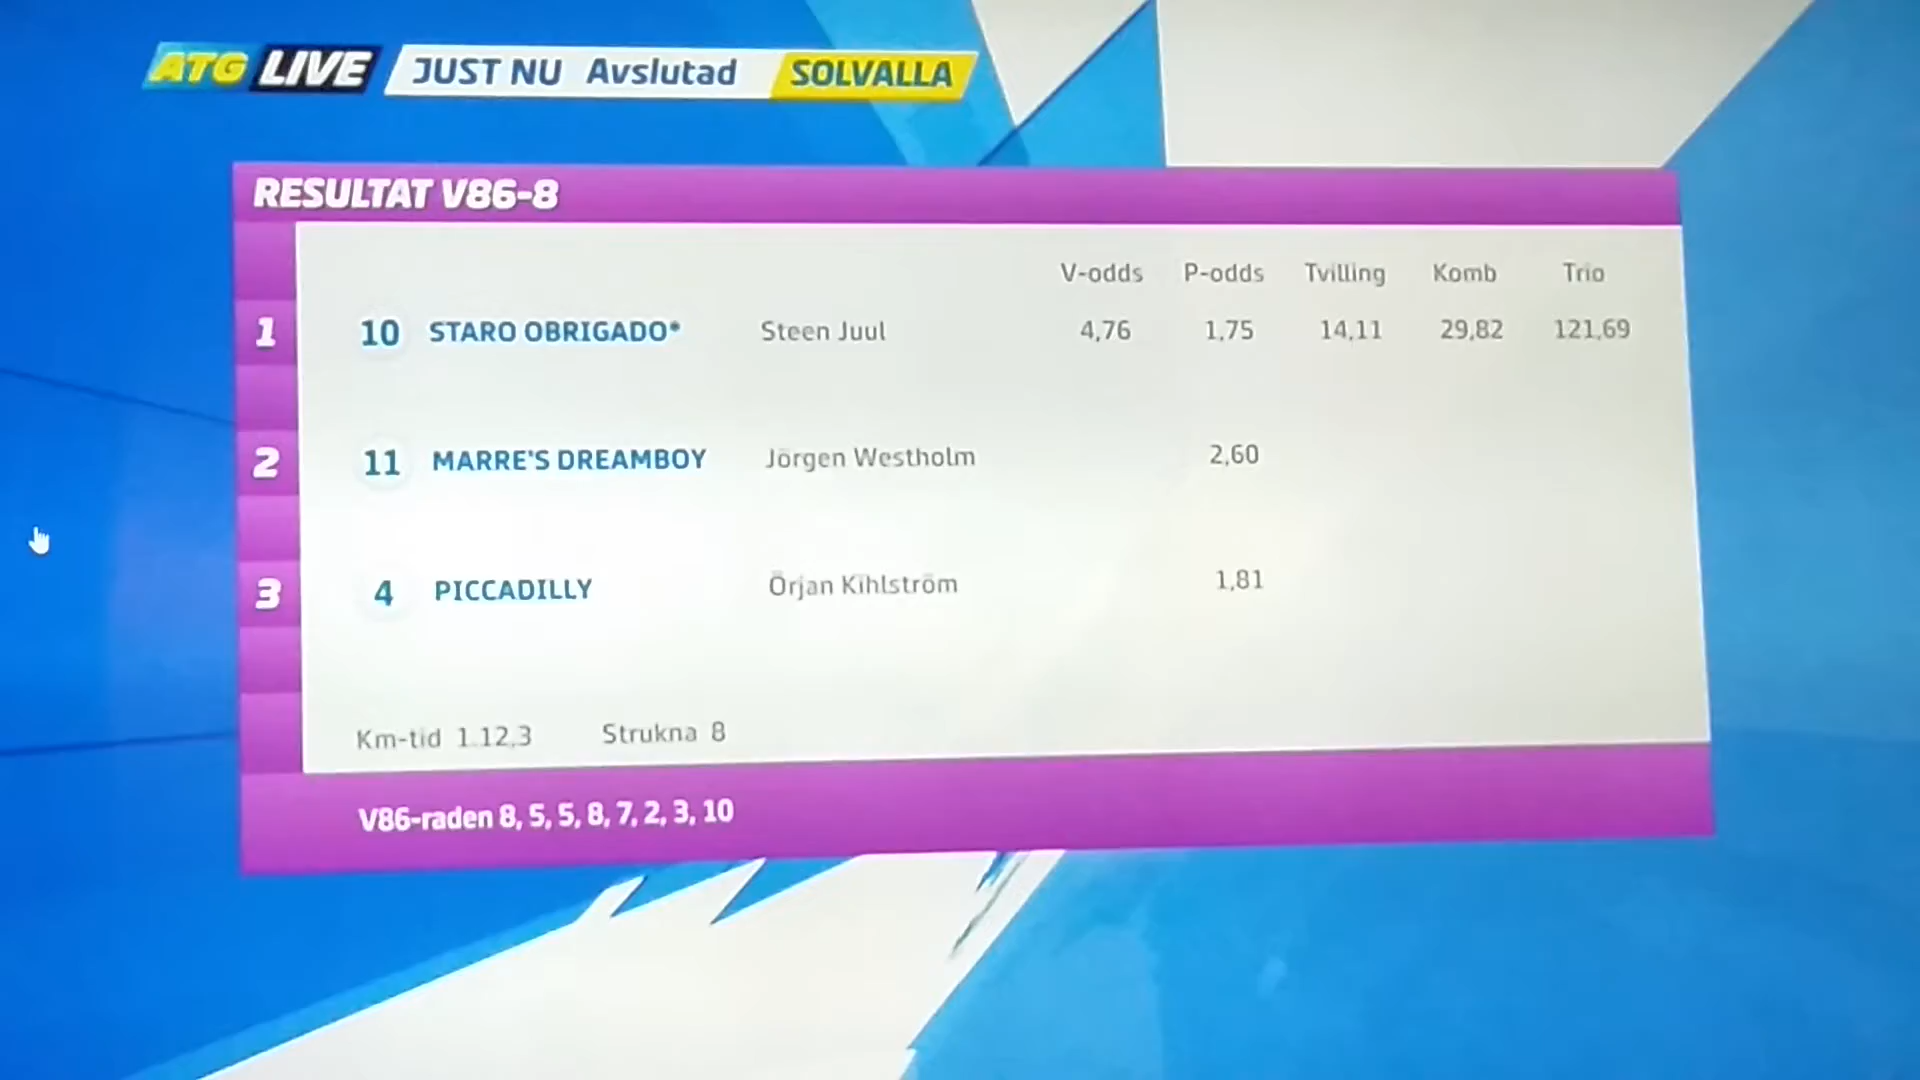 ATG LIVE JUST NU Avslutad SOLVALLA
RESULTAT V86-8
V-odds P-odds Tvilling Komb Trio
1 10 STARO OBRIGADO* Steen Juul 4,76 1,75 14,11 29,82 121,69
2 11 MARRE'S DREAMBOY Jörgen Westholm 2,60
3 4 PICCADILLY Örjan Kihlström 1,81
Km-tid 1.12,3 Strukna 8
V86-raden 8, 5, 5, 8, 7, 2, 3, 10